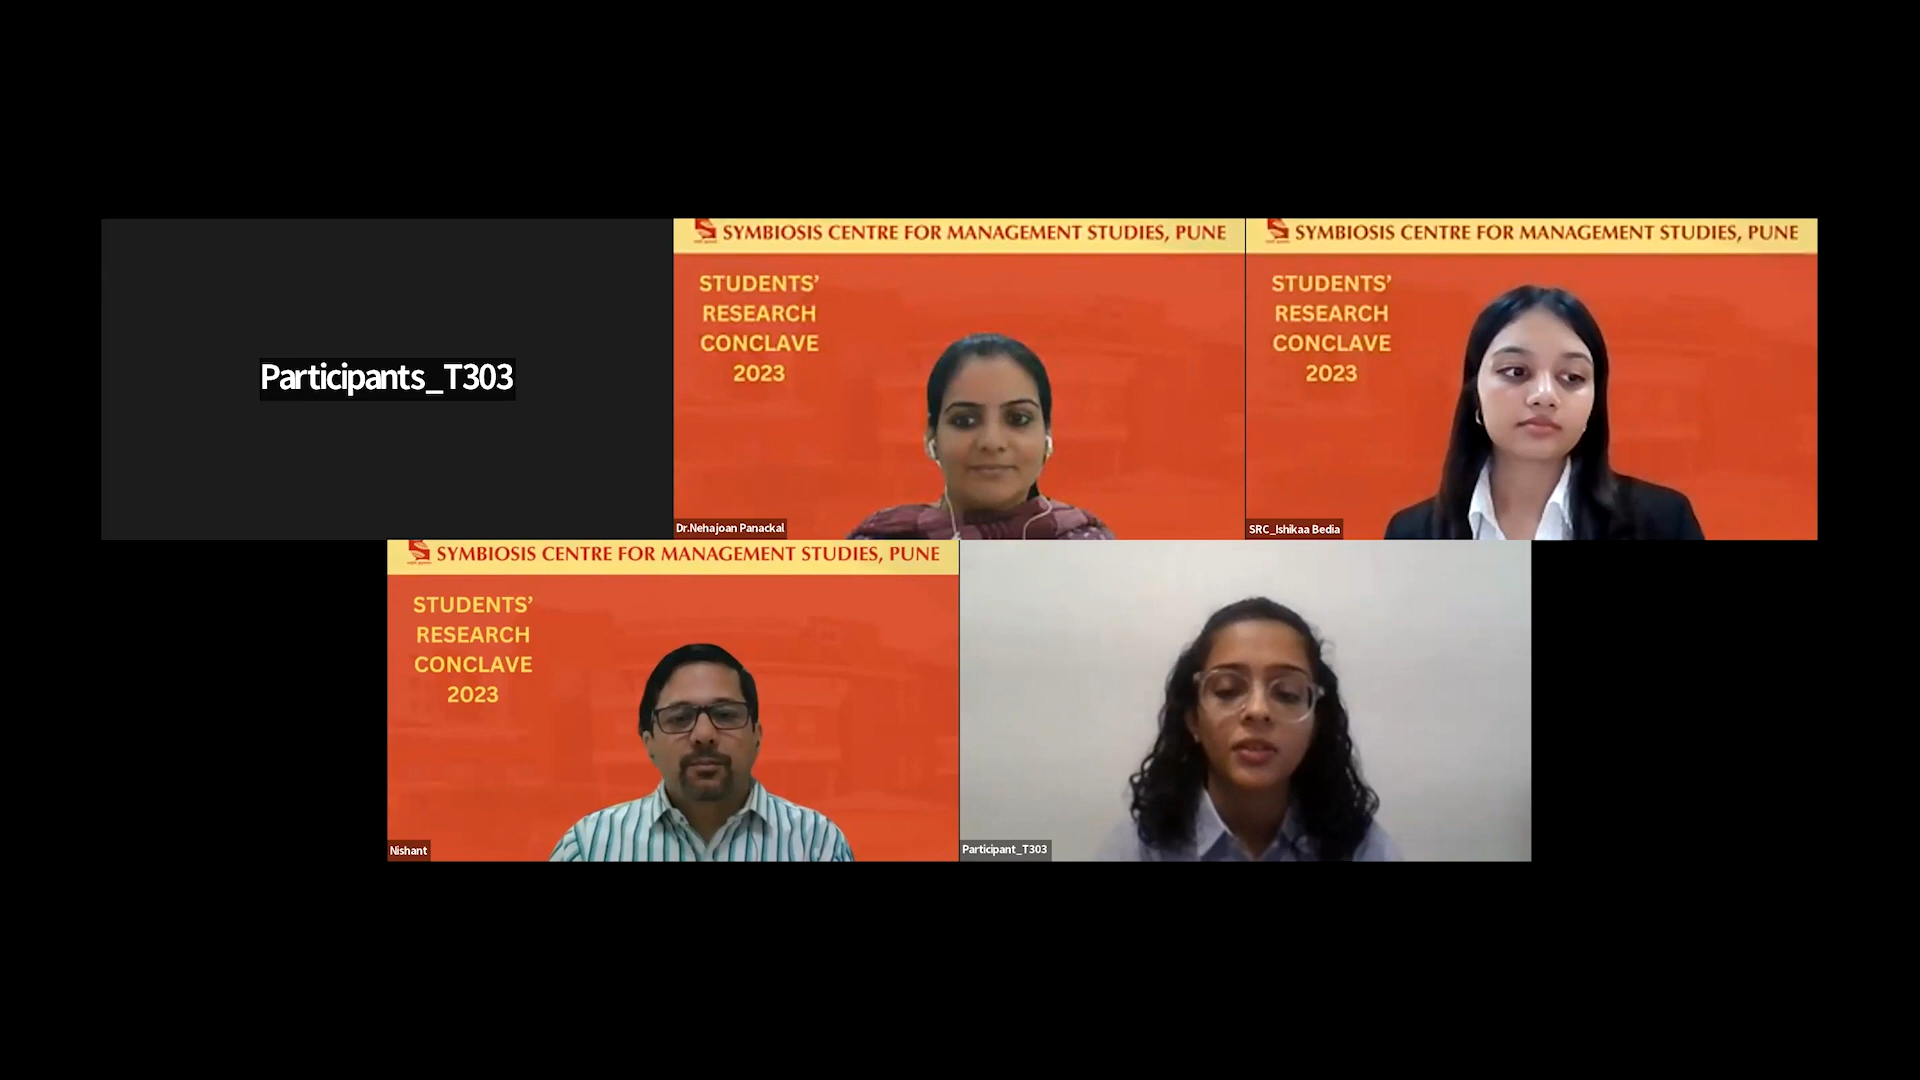 Participants_T303
SYMBIOSIS CENTRE FOR MANAGEMENT STUDIES, PUNE
STUDENTS'
RESEARCH
CONCLAVE
2023
Dr.Nehajoan Panackal
SYMBIOSIS CENTRE FOR MANAGEMENT STUDIES, PUNE
STUDENTS'
RESEARCH
CONCLAVE
2023
SRC_Ishikaa Bedia
SYMBIOSIS CENTRE FOR MANAGEMENT STUDIES, PUNE
STUDENTS'
RESEARCH
CONCLAVE
2023
Nishant
Participant_T303